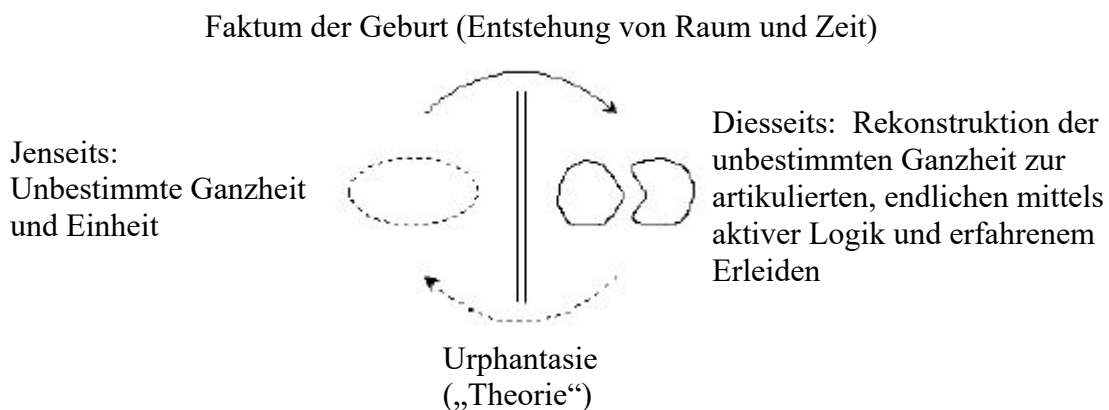 Faktum der Geburt (Entstehung von Raum und Zeit)
Jenseits:
Unbestimmte Ganzheit
und Einheit
Diesseits: Rekonstruktion der
unbestimmten Ganzheit zur
artikulierten, endlichen mittels
aktiver Logik und erfahrenem
Erleiden
Urphantasie
(„Theorie“)